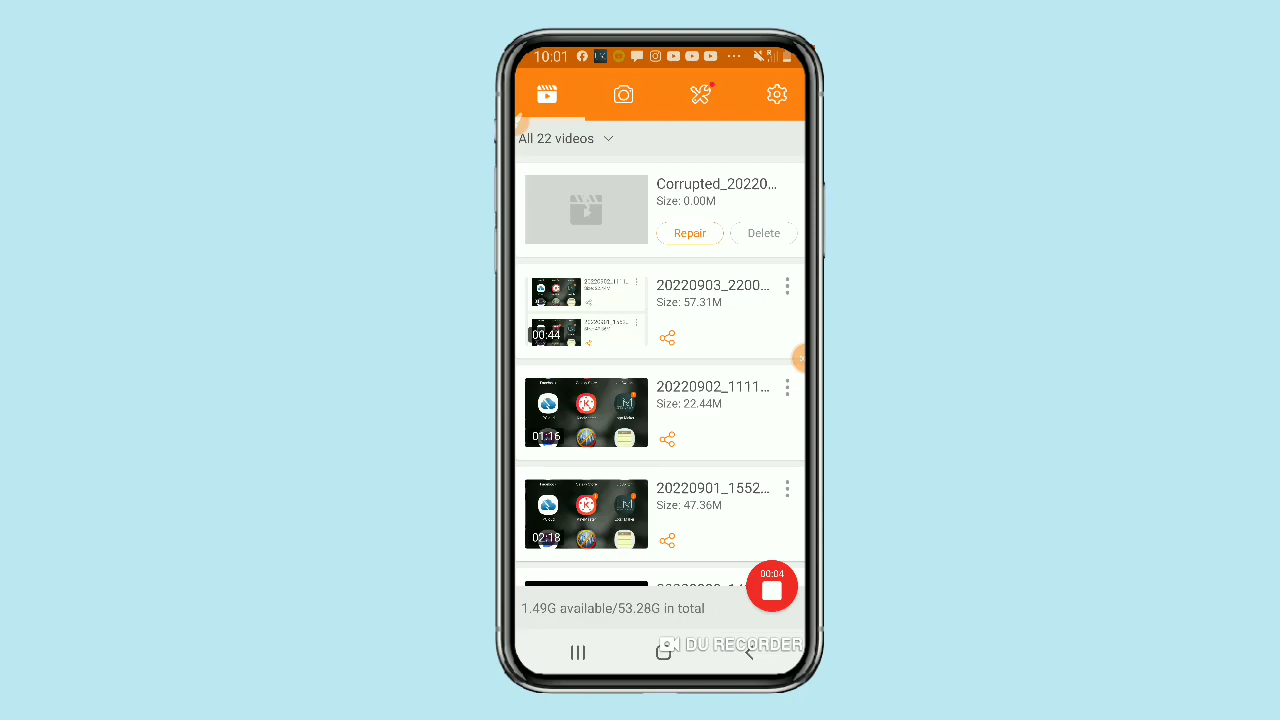 10:01
All 22 videos
Corrupted_20220...
Size: 0.00M
Repair
Delete
20220903_2200...
Size: 57.31M
00:44
20220902_1111...
Size: 22.44M
01:16
20220901_1552...
Size: 47.36M
02:18
00:04
1.49G available/53.28G in total
DU RECORDER